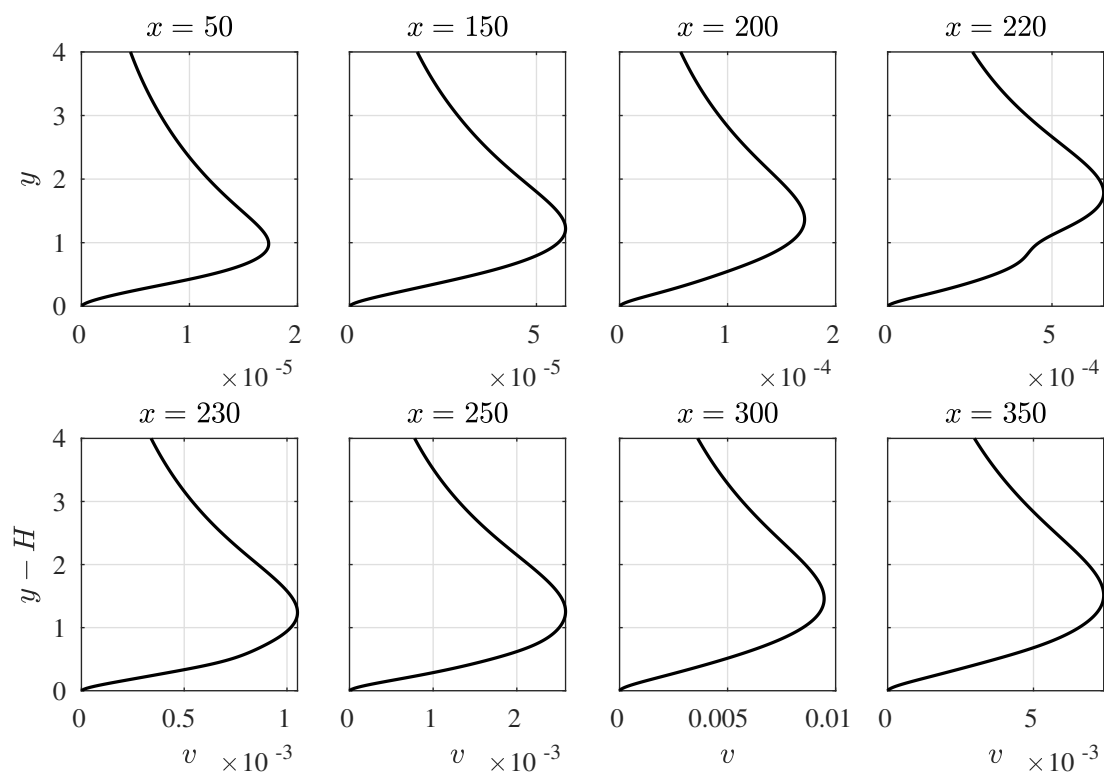 x = 50
x = 150
x = 200
x = 220
4
3
2
1
0
y
0 1 2
×10 -5
0 5
×10 -5
0 1 2
×10 -4
0 5
×10 -4
x = 230
x = 250
x = 300
x = 350
4
3
2
1
0
y − H
0 0.5 1
v ×10 -3
0 1 2
v ×10 -3
0 0.005 0.01
v
0 5
v ×10 -3